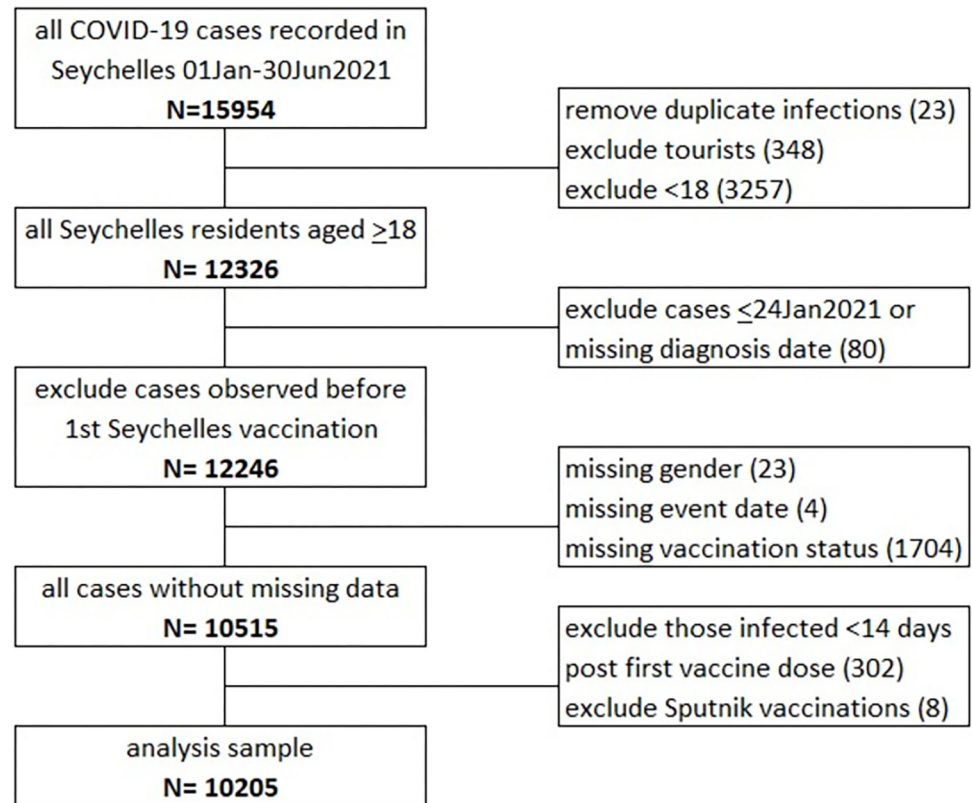 all COVID-19 cases recorded in
Seychelles 01Jan-30Jun2021
N=15954
remove duplicate infections (23)
exclude tourists (348)
exclude <18 (3257)
all Seychelles residents aged ≥18
N= 12326
exclude cases ≤24Jan2021 or
missing diagnosis date (80)
exclude cases observed before
1st Seychelles vaccination
N= 12246
missing gender (23)
missing event date (4)
missing vaccination status (1704)
all cases without missing data
N= 10515
exclude those infected <14 days
post first vaccine dose (302)
exclude Sputnik vaccinations (8)
analysis sample
N= 10205